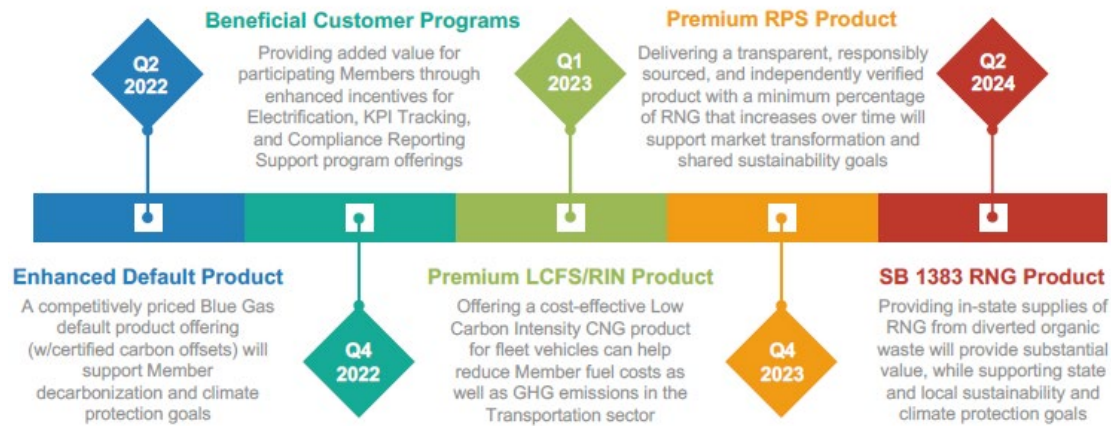 Q2
2022
Enhanced Default Product
A competitively priced Blue Gas
default product offering
(w/certified carbon offsets) will
support Member
decarbonization and climate
protection goals
Beneficial Customer Programs
Providing added value for
participating Members through
enhanced incentives for
Electrification, KPI Tracking,
and Compliance Reporting
Support program offerings
Q4
2022
Q1
2023
Premium LCFS/RIN Product
Offering a cost-effective Low
Carbon Intensity CNG product
for fleet vehicles can help
reduce Member fuel costs as
well as GHG emissions in the
Transportation sector
Premium RPS Product
Delivering a transparent, responsibly
sourced, and independently verified
product with a minimum percentage
of RNG that increases over time will
support market transformation and
shared sustainability goals
Q4
2023
Q2
2024
SB 1383 RNG Product
Providing in-state supplies of
RNG from diverted organic
waste will provide substantial
value, while supporting state
and local sustainability and
climate protection goals